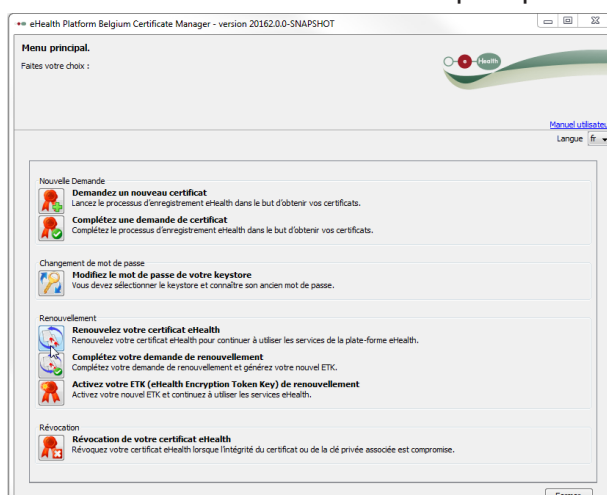 eHealth Platform Belgium Certificate Manager - version 20162.0.0-SNAPSHOT
Menu principal.
Faites votre choix :
Health
Manuel utilisateu
Langue fr
Nouvelle Demande
Demandez un nouveau certificat
Lancez le processus d'enregistrement eHealth dans le but d'obtenir vos certificats.
Complétez une demande de certificat
Complétez le processus d'enregistrement eHealth dans le but d'obtenir vos certificats.
Changement de mot de passe
Modifiez le mot de passe de votre keystore
Vous devez sélectionner le keystore et connaître son ancien mot de passe.
Renouvellement
Renouvelez votre certificat eHealth
Renouvelez votre certificat eHealth pour continuer à utiliser les services de la plate-forme eHealth.
Complétez votre demande de renouvellement
Complétez votre demande de renouvellement et générez votre nouvel ETK.
Activez votre ETK (eHealth Encryption Token Key) de renouvellement
Activez votre nouvel ETK et continuez à utiliser les services eHealth.
Révocation
Révocation de votre certificat eHealth
Révoquez votre certificat eHealth lorsque l'intégrité du certificat ou de la clé privée associée est compromise.
Fermer